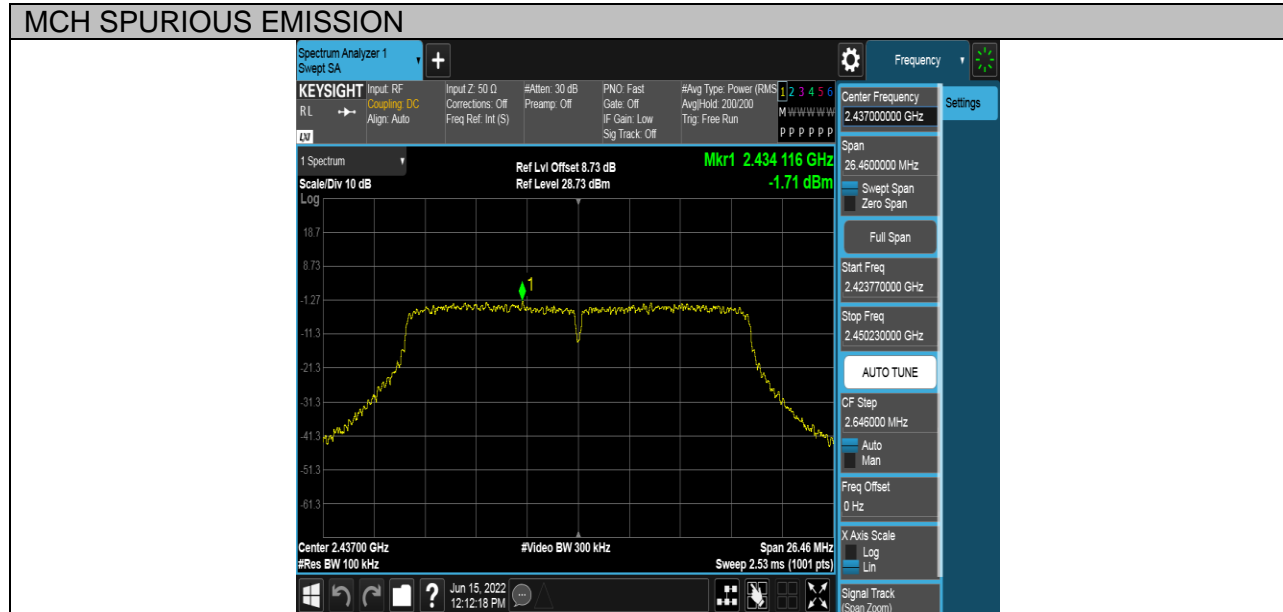 MCH SPURIOUS EMISSION
Spectrum Analyzer 1
Swept SA
+
Frequency
KEYSIGHT
RL
LXI
Input: RF
Coupling: DC
Align: Auto
Input Z: 50 Ω
Corrections: Off
Freq Ref: Int (S)
#Atten: 30 dB
Preamp: Off
PNO: Fast
Gate: Off
IF Gain: Low
Sig Track: Off
#Avg Type: Power (RMS
Avg|Hold: 200/200
Trig: Free Run
1 2 3 4 5 6
M W W W W W
P P P P P P
1 Spectrum
Scale/Div 10 dB
Log
Ref Lvl Offset 8.73 dB
Ref Level 28.73 dBm
Mkr1 2.434 116 GHz
-1.71 dBm
18.7
8.73
-1.27
-11.3
-21.3
-31.3
-41.3
-51.3
-61.3
1
Center 2.43700 GHz
#Res BW 100 kHz
#Video BW 300 kHz
Span 26.46 MHz
Sweep 2.53 ms (1001 pts)
?
Jun 15, 2022
12:12:18 PM
Center Frequency
2.437000000 GHz
Settings
Span
26.4600000 MHz
Swept Span
Zero Span
Full Span
Start Freq
2.423770000 GHz
Stop Freq
2.450230000 GHz
AUTO TUNE
CF Step
2.646000 MHz
Auto
Man
Freq Offset
0 Hz
X Axis Scale
Log
Lin
Signal Track
(Span Zoom)